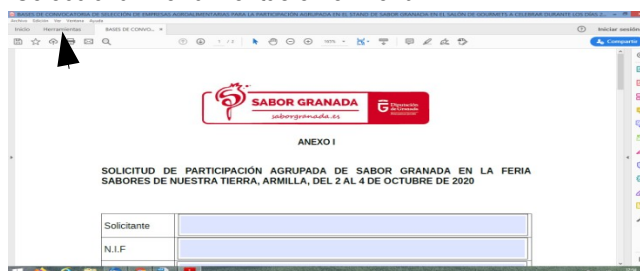 BASES DE CONVOCATORIA DE SELECCIÓN DE EMPRESAS AGROALIMENTARIAS PARA LA PARTICIPACIÓN AGRUPADA EN EL STAND DE SABOR GRANADA EN EL SALÓN DE GOURMETS A CELEBRAR DURANTE LOS DÍAS
Archivo Edición Ver Ventana Ayuda
Inicio Herramientas BASES DE CONVO... × Iniciar sesión
Compartir
SABOR GRANADA
saborgranada.es
Diputación de Granada
ANEXO I
SOLICITUD DE PARTICIPACIÓN AGRUPADA DE SABOR GRANADA EN LA FERIA
SABORES DE NUESTRA TIERRA, ARMILLA, DEL 2 AL 4 DE OCTUBRE DE 2020
Solicitante
N.I.F